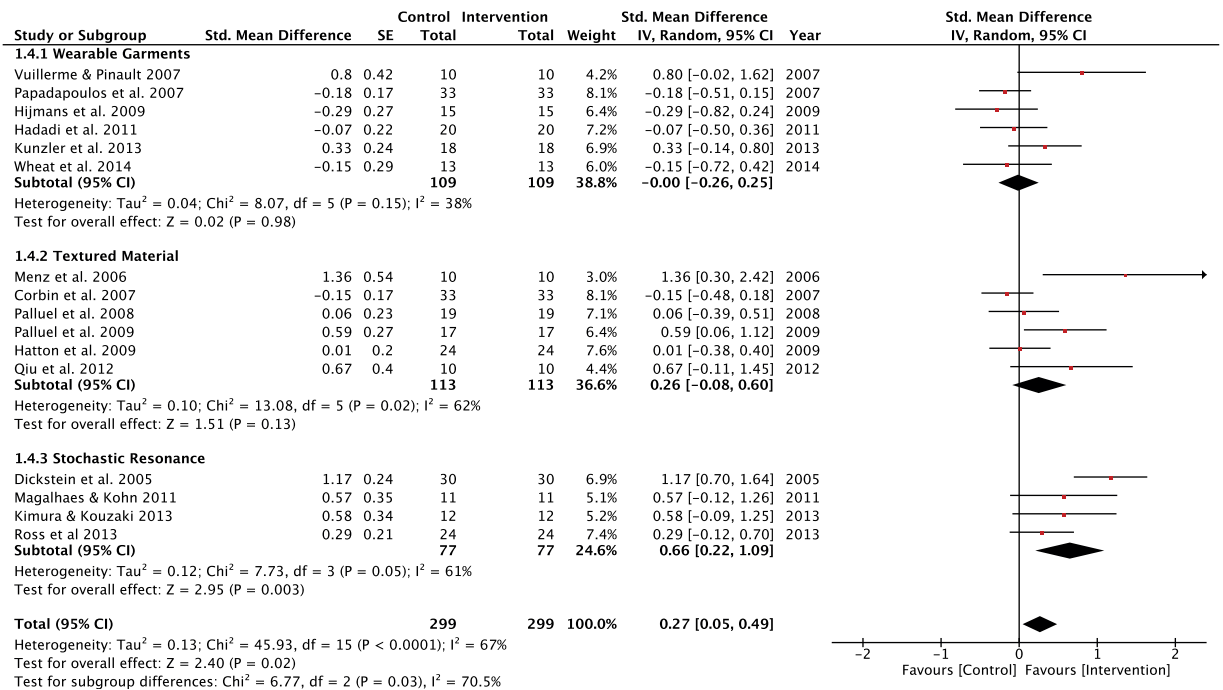 Control Intervention Std. Mean Difference Std. Mean Difference
Study or Subgroup Std. Mean Difference SE Total Total Weight IV, Random, 95% CI Year IV, Random, 95% CI
1.4.1 Wearable Garments
Vuillerme & Pinault 2007 0.8 0.42 10 10 4.2% 0.80 [−0.02, 1.62] 2007
Papadapoulos et al. 2007 −0.18 0.17 33 33 8.1% −0.18 [−0.51, 0.15] 2007
Hijmans et al. 2009 −0.29 0.27 15 15 6.4% −0.29 [−0.82, 0.24] 2009
Hadadi et al. 2011 −0.07 0.22 20 20 7.2% −0.07 [−0.50, 0.36] 2011
Kunzler et al. 2013 0.33 0.24 18 18 6.9% 0.33 [−0.14, 0.80] 2013
Wheat et al. 2014 −0.15 0.29 13 13 6.0% −0.15 [−0.72, 0.42] 2014
Subtotal (95% CI) 109 109 38.8% −0.00 [−0.26, 0.25]
Heterogeneity: Tau² = 0.04; Chi² = 8.07, df = 5 (P = 0.15); I² = 38%
Test for overall effect: Z = 0.02 (P = 0.98)
1.4.2 Textured Material
Menz et al. 2006 1.36 0.54 10 10 3.0% 1.36 [0.30, 2.42] 2006
Corbin et al. 2007 −0.15 0.17 33 33 8.1% −0.15 [−0.48, 0.18] 2007
Palluel et al. 2008 0.06 0.23 19 19 7.1% 0.06 [−0.39, 0.51] 2008
Palluel et al. 2009 0.59 0.27 17 17 6.4% 0.59 [0.06, 1.12] 2009
Hatton et al. 2009 0.01 0.2 24 24 7.6% 0.01 [−0.38, 0.40] 2009
Qiu et al. 2012 0.67 0.4 10 10 4.4% 0.67 [−0.11, 1.45] 2012
Subtotal (95% CI) 113 113 36.6% 0.26 [−0.08, 0.60]
Heterogeneity: Tau² = 0.10; Chi² = 13.08, df = 5 (P = 0.02); I² = 62%
Test for overall effect: Z = 1.51 (P = 0.13)
1.4.3 Stochastic Resonance
Dickstein et al. 2005 1.17 0.24 30 30 6.9% 1.17 [0.70, 1.64] 2005
Magalhaes & Kohn 2011 0.57 0.35 11 11 5.1% 0.57 [−0.12, 1.26] 2011
Kimura & Kouzaki 2013 0.58 0.34 12 12 5.2% 0.58 [−0.09, 1.25] 2013
Ross et al 2013 0.29 0.21 24 24 7.4% 0.29 [−0.12, 0.70] 2013
Subtotal (95% CI) 77 77 24.6% 0.66 [0.22, 1.09]
Heterogeneity: Tau² = 0.12; Chi² = 7.73, df = 3 (P = 0.05); I² = 61%
Test for overall effect: Z = 2.95 (P = 0.003)
Total (95% CI) 299 299 100.0% 0.27 [0.05, 0.49]
Heterogeneity: Tau² = 0.13; Chi² = 45.93, df = 15 (P < 0.0001); I² = 67%
Test for overall effect: Z = 2.40 (P = 0.02)
Test for subgroup differences: Chi² = 6.77, df = 2 (P = 0.03), I² = 70.5%
−2 −1 0 1 2
Favours [Control] Favours [Intervention]